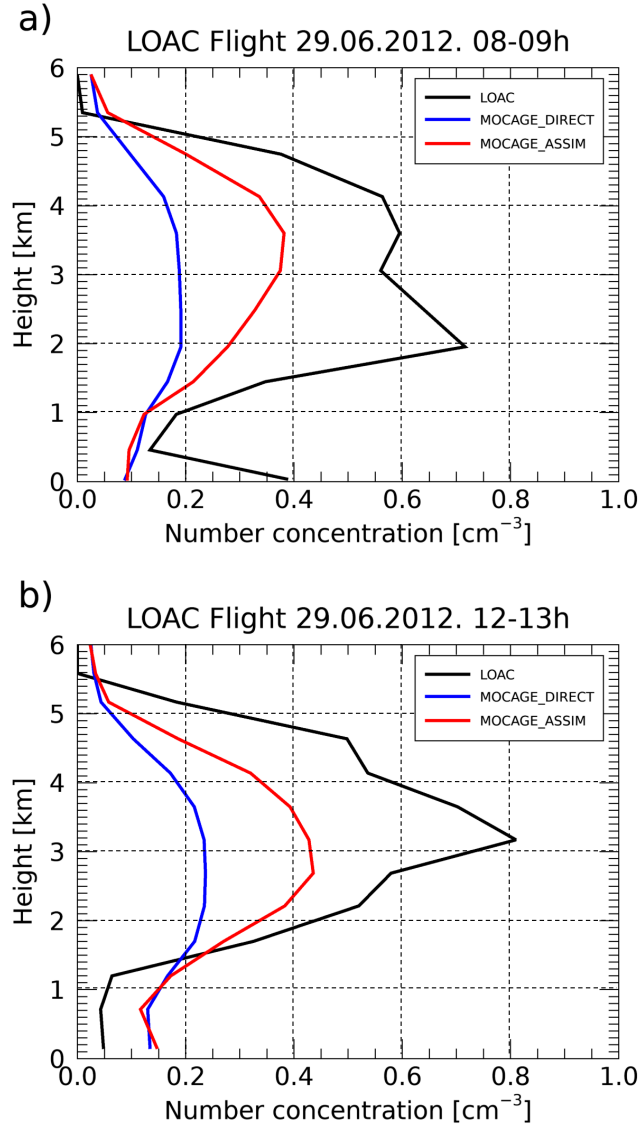 a)
LOAC Flight 29.06.2012. 08-09h
6
5
4
3
2
1
0
Height [km]
LOAC
MOCAGE_DIRECT
MOCAGE_ASSIM
0.0 0.2 0.4 0.6 0.8 1.0
Number concentration [cm⁻³]
b)
LOAC Flight 29.06.2012. 12-13h
6
5
4
3
2
1
0
Height [km]
LOAC
MOCAGE_DIRECT
MOCAGE_ASSIM
0.0 0.2 0.4 0.6 0.8 1.0
Number concentration [cm⁻³]